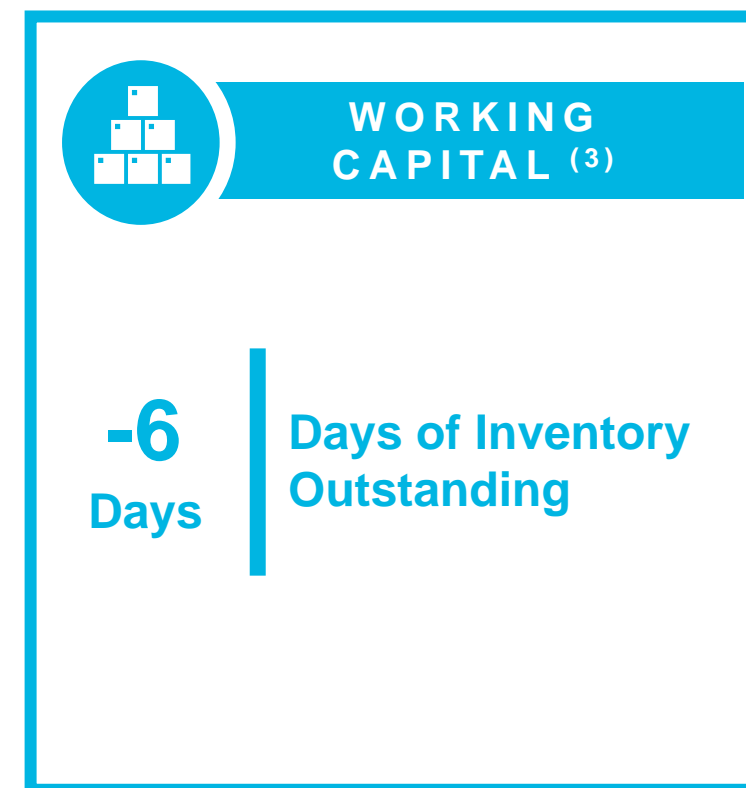 WORKING
CAPITAL (3)
-6
Days
Days of Inventory
Outstanding